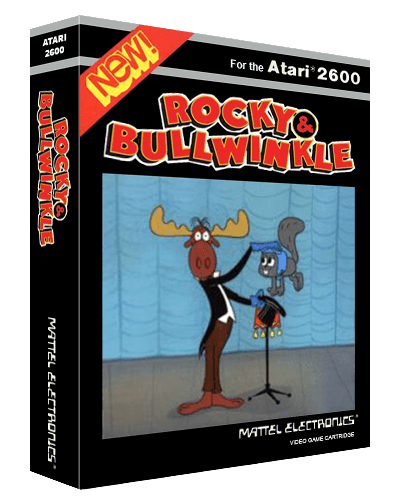 ATARI
2600
ROCKY &
BULLWINKLE
MATTEL ELECTRONICS®
NEW!
For the Atari® 2600
ROCKY &
BULLWINKLE
MATTEL ELECTRONICS®
VIDEO GAME CARTRIDGE